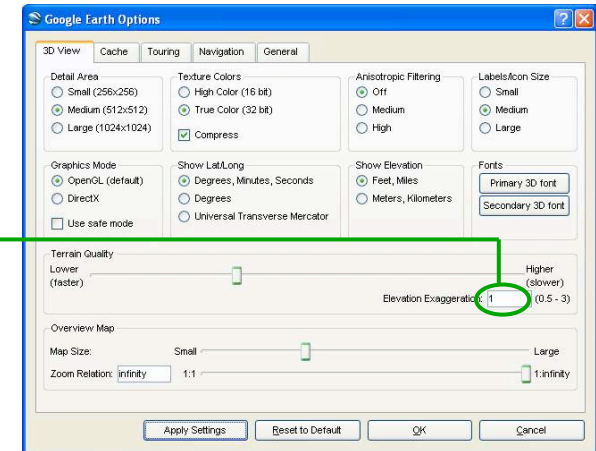 Google Earth Options
3D View Cache Touring Navigation General
Detail Area Texture Colors Anisotropic Filtering Labels/Icon Size
Small (256x256) High Color (16 bit) Off Small
Medium (512x512) True Color (32 bit) Medium Medium
Large (1024x1024) Compress High Large
Graphics Mode Show Lat/Long Show Elevation Fonts
OpenGL (default) Degrees, Minutes, Seconds Feet, Miles Primary 3D font
DirectX Degrees Meters, Kilometers Secondary 3D font
Use safe mode Universal Transverse Mercator
Terrain Quality
Lower Higher
(faster) (slower)
Elevation Exaggeration: 1 (0.5 - 3)
Overview Map
Map Size: Small Large
Zoom Relation: infinity 1:1 1:infinity
Apply Settings Reset to Default OK Cancel